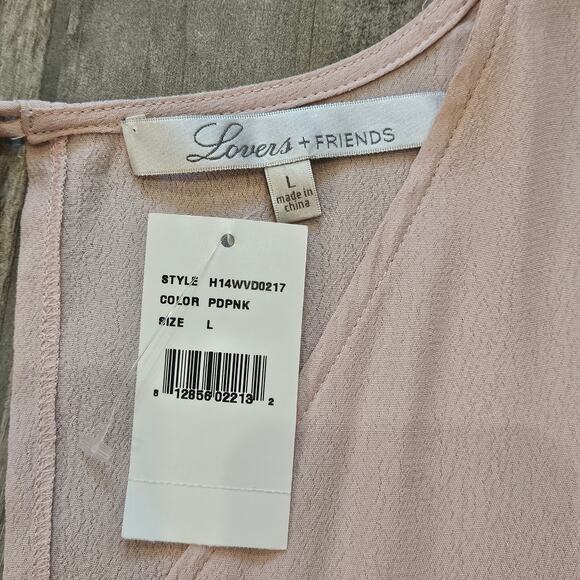 Lovers + FRIENDS
L
made in
china
STYLE H14WVD0217
COLOR PDPNK
SIZE L
8 12856 02213 2